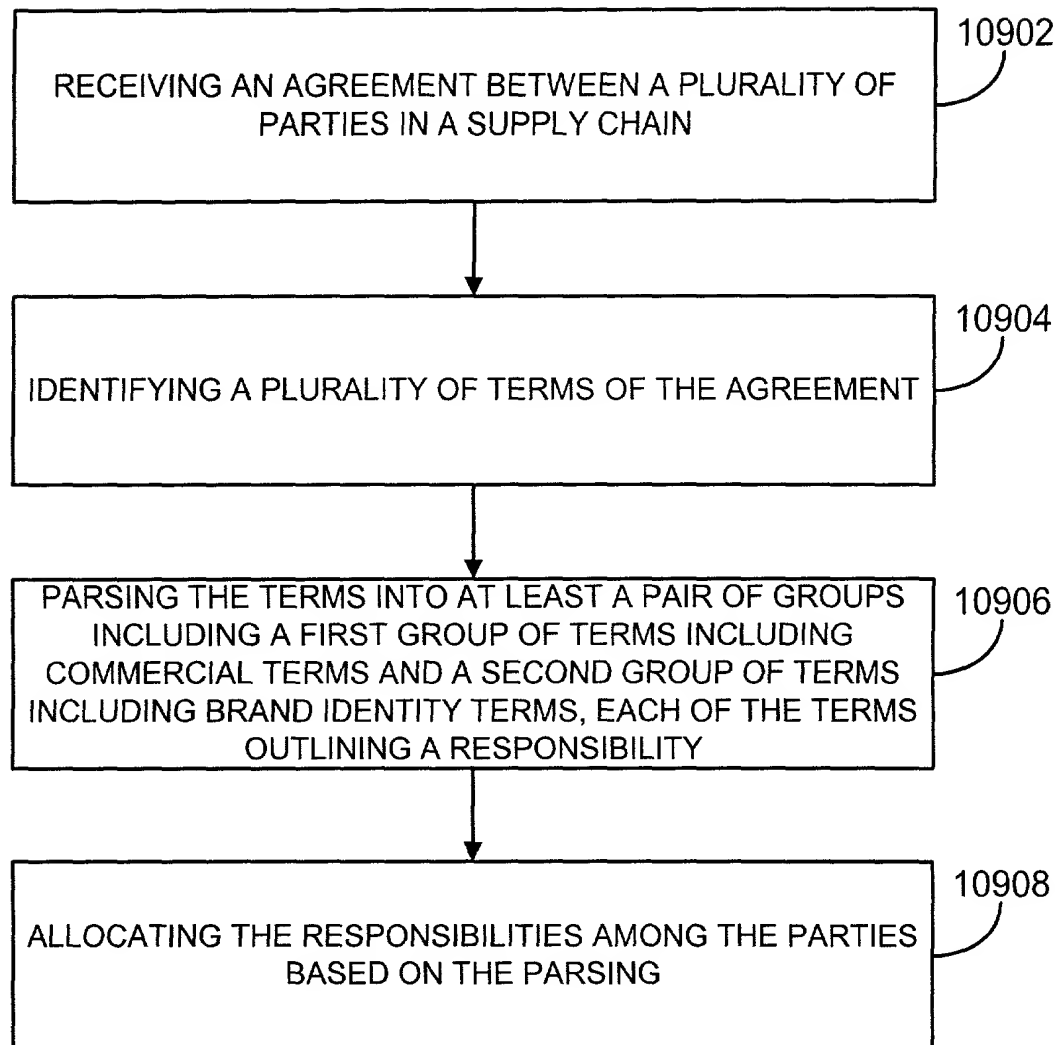 10902
RECEIVING AN AGREEMENT BETWEEN A PLURALITY OF
PARTIES IN A SUPPLY CHAIN
10904
IDENTIFYING A PLURALITY OF TERMS OF THE AGREEMENT
10906
PARSING THE TERMS INTO AT LEAST A PAIR OF GROUPS
INCLUDING A FIRST GROUP OF TERMS INCLUDING
COMMERCIAL TERMS AND A SECOND GROUP OF TERMS
INCLUDING BRAND IDENTITY TERMS, EACH OF THE TERMS
OUTLINING A RESPONSIBILITY
10908
ALLOCATING THE RESPONSIBILITIES AMONG THE PARTIES
BASED ON THE PARSING